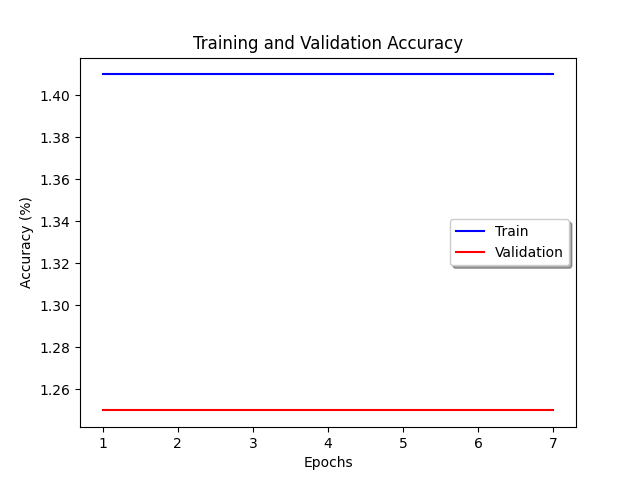 Training and Validation Accuracy
Accuracy (%)
1.40
1.38
1.36
1.34
1.32
1.30
1.28
1.26
Train
Validation
1 2 3 4 5 6 7
Epochs